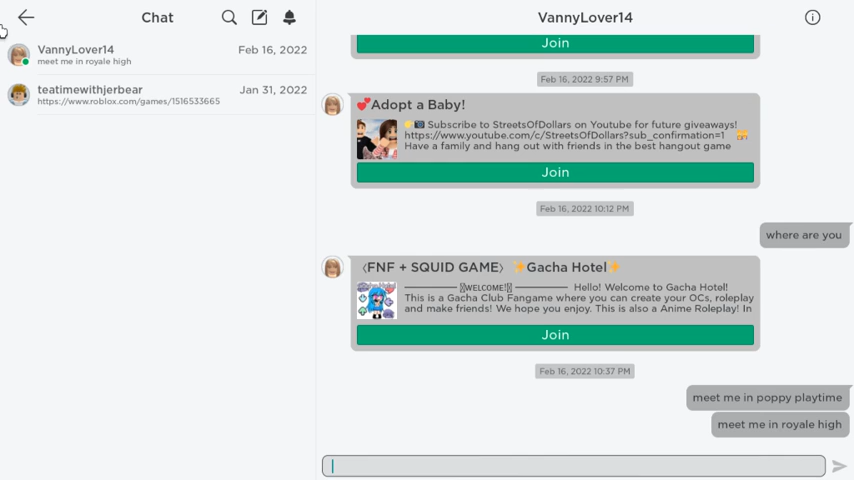 Chat
VannyLover14 Feb 16, 2022
meet me in royale high
teatimewithjerbear Jan 31, 2022
https://www.roblox.com/games/1516533665
VannyLover14
Join
Feb 16, 2022 9:57 PM
💕Adopt a Baby!
Subscribe to StreetsOfDollars on Youtube for future giveaways!
https://www.youtube.com/c/StreetsOfDollars?sub_confirmation=1
Have a family and hang out with friends in the best hangout game
Join
Feb 16, 2022 10:12 PM
where are you
〈FNF + SQUID GAME〉 ✨Gacha Hotel✨
WELCOME! Hello! Welcome to Gacha Hotel!
This is a Gacha Club Fangame where you can create your OCs, roleplay
and make friends! We hope you enjoy. This is also a Anime Roleplay! In
Join
Feb 16, 2022 10:37 PM
meet me in poppy playtime
meet me in royale high